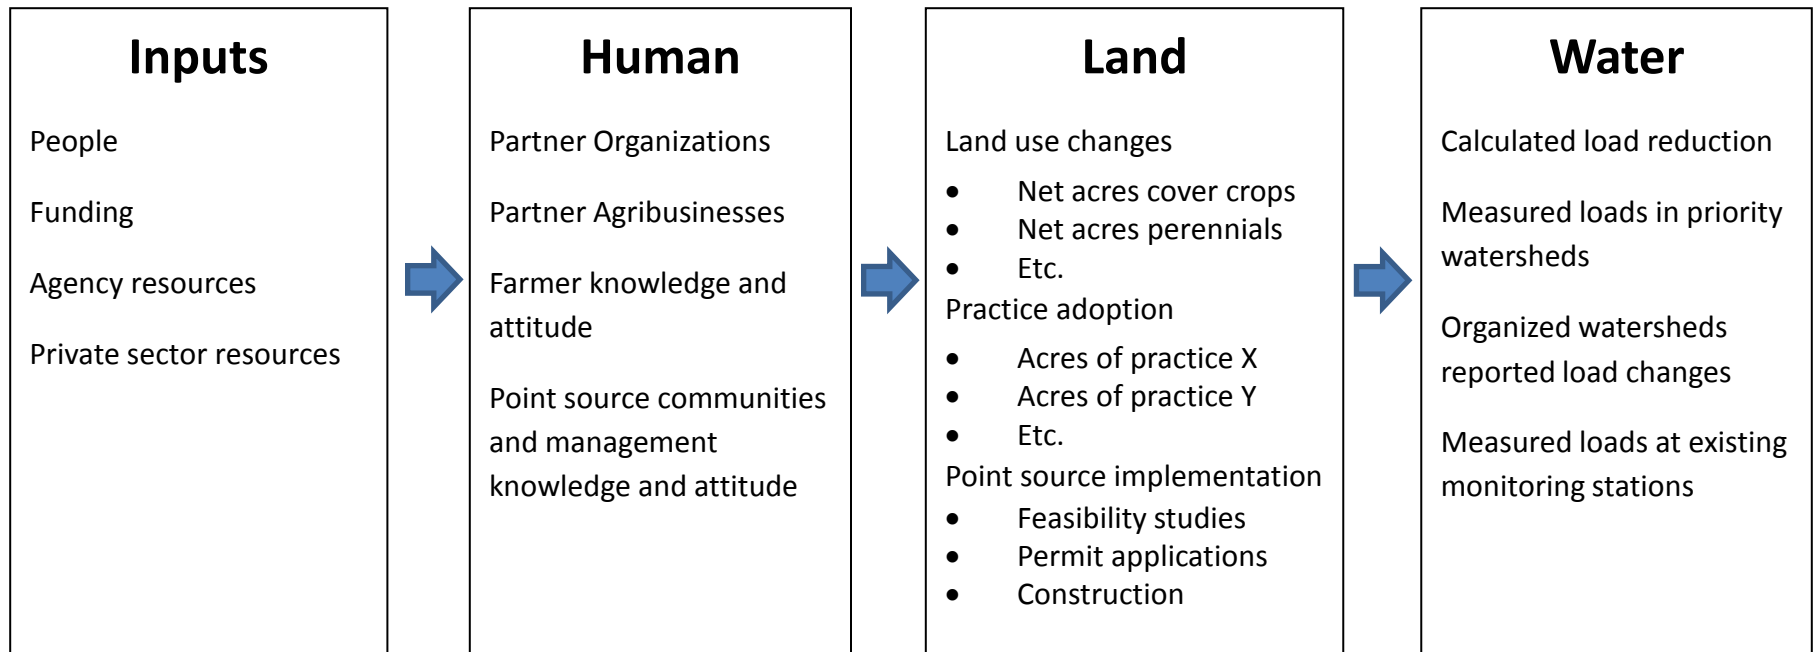 Inputs
People
Funding
Agency resources
Private sector resources
Human
Partner Organizations
Partner Agribusinesses
Farmer knowledge and
attitude
Point source communities
and management
knowledge and attitude
Land
Land use changes
• Net acres cover crops
• Net acres perennials
• Etc.
Practice adoption
• Acres of practice X
• Acres of practice Y
• Etc.
Point source implementation
• Feasibility studies
• Permit applications
• Construction
Water
Calculated load reduction
Measured loads in priority
watersheds
Organized watersheds
reported load changes
Measured loads at existing
monitoring stations